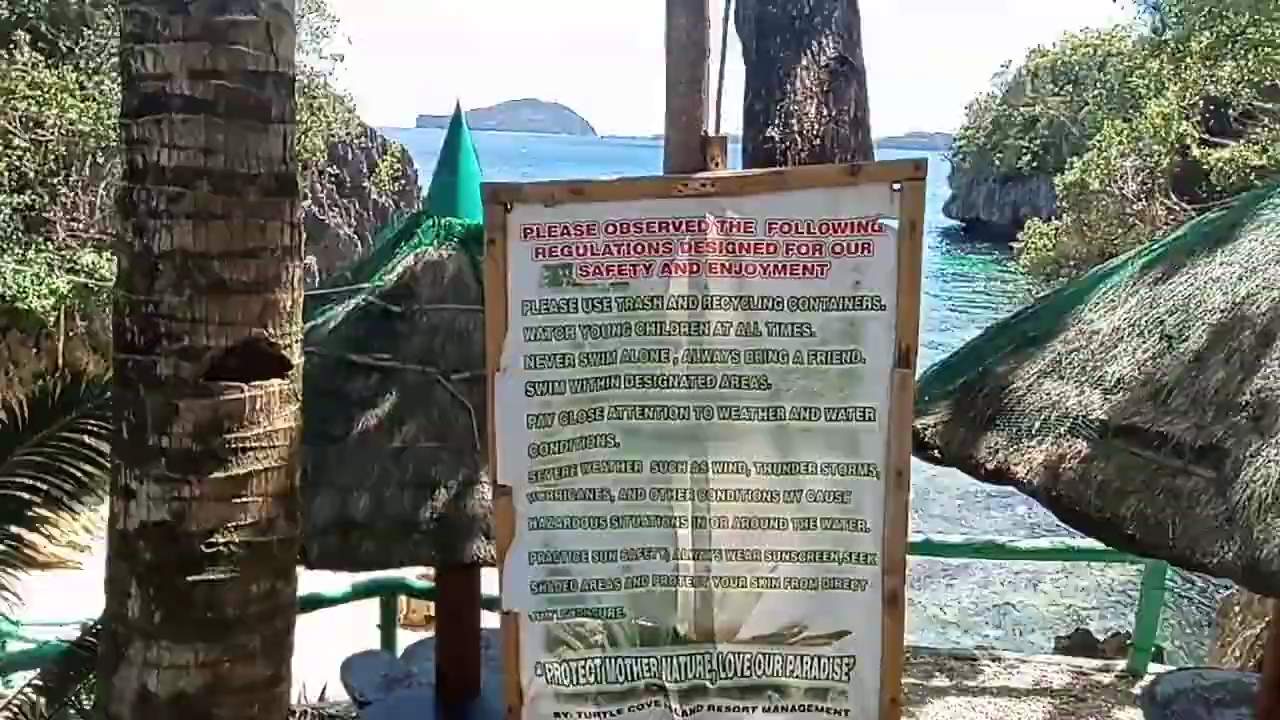 PLEASE OBSERVED THE FOLLOWING
REGULATIONS DESIGNED FOR OUR
SAFETY AND ENJOYMENT
PLEASE USE TRASH AND RECYCLING CONTAINERS.
WATCH YOUNG CHILDREN AT ALL TIMES.
NEVER SWIM ALONE , ALWAYS BRING A FRIEND.
SWIM WITHIN DESIGNATED AREAS.
PAY CLOSE ATTENTION TO WEATHER AND WATER
CONDITIONS.
SEVERE WEATHER SUCH AS WIND, THUNDER STORMS,
HURRICANES, AND OTHER CONDITIONS MY CAUSE
HAZARDOUS SITUATIONS IN OR AROUND THE WATER.
PRACTICE SUN SAFETY, ALWAYS WEAR SUNSCREEN, SEEK
SHADED AREAS AND PROTECT YOUR SKIN FROM DIRECT
EXPOSURE.
"PROTECT MOTHER NATURE, LOVE OUR PARADISE"
BY: TURTLE COVE ISLAND RESORT MANAGEMENT